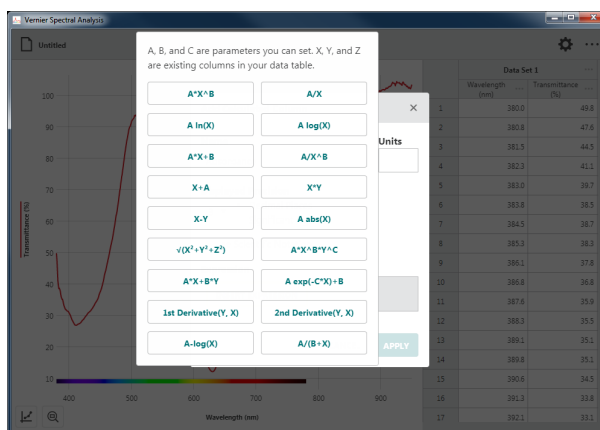 Vernier Spectral Analysis
Untitled
A, B, and C are parameters you can set. X, Y, and Z
are existing columns in your data table.
A*X^B
A/X
A ln(X)
A log(X)
A*X+B
A/X^B
X+A
X*Y
X-Y
A abs(X)
√(X²+Y²+Z²)
A*X^B*Y^C
A*X+B*Y
A exp(-C*X)+B
1st Derivative(Y, X)
2nd Derivative(Y, X)
A-log(X)
A/(B+X)
Units
APPLY
Transmittance (%)
100
90
80
70
60
50
40
30
20
10
400
500
600
700
800
900
Wavelength (nm)
Data Set 1
Wavelength
(nm)
Transmittance
(%)
1 380.0 49.8
2 380.8 47.6
3 381.5 44.5
4 382.3 41.1
5 383.0 39.7
6 383.8 38.5
7 384.5 38.7
8 385.3 38.3
9 386.1 37.8
10 386.8 36.8
11 387.6 35.9
12 388.3 35.5
13 389.1 35.1
14 389.8 35.1
15 390.6 34.5
16 391.3 33.8
17 392.1 33.1